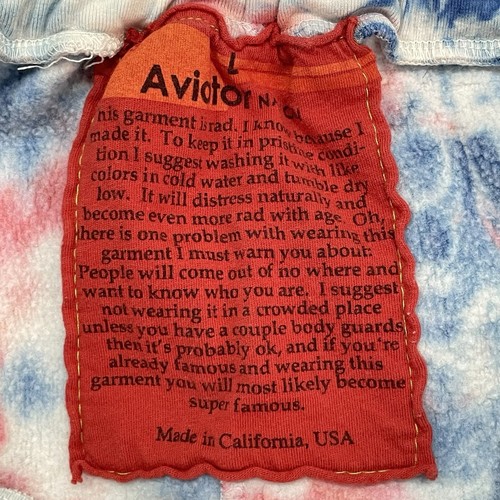 L
Aviator
his garment is rad. I know because I
made it. To keep it in pristine condi-
tion I suggest washing it with like
colors in cold water and tumble dry
low. It will distress naturally and
become even more rad with age. Oh,
here is one problem with wearing this
garment I must warn you about:
People will come out of no where and
want to know who you are. I suggest
not wearing it in a crowded place
unless you have a couple body guards
then it's probably ok, and if you're
already famous and wearing this
garment you will most likely become
super famous.
Made in California, USA